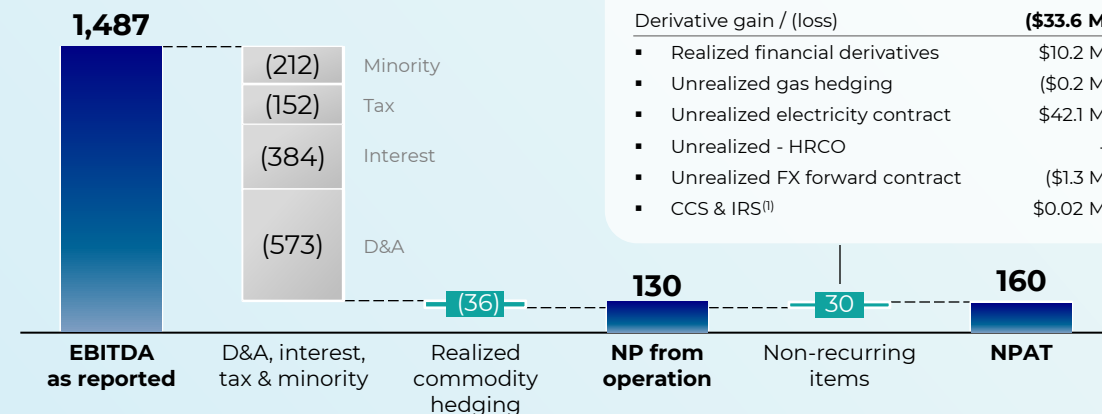 Derivative gain / (loss) ($33.6 M
▪ Realized financial derivatives $10.2 M
▪ Unrealized gas hedging ($0.2 M
▪ Unrealized electricity contract $42.1 M
▪ Unrealized - HRCO -
▪ Unrealized FX forward contract ($1.3 M
▪ CCS & IRS(1) $0.02 M
1,487
(212) Minority
(152) Tax
(384) Interest
(573) D&A
(36)
130
30
160
EBITDA
as reported
D&A, interest,
tax & minority
Realized
commodity
hedging
NP from
operation
Non-recurring
items
NPAT